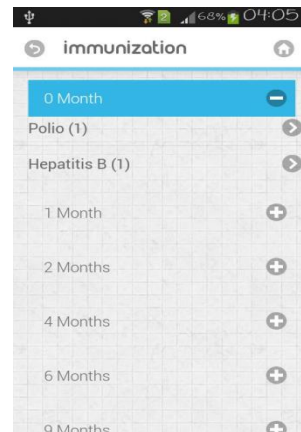 68% 04:05
immunization
0 Month
Polio (1)
Hepatitis B (1)
1 Month
2 Months
4 Months
6 Months
9 Months